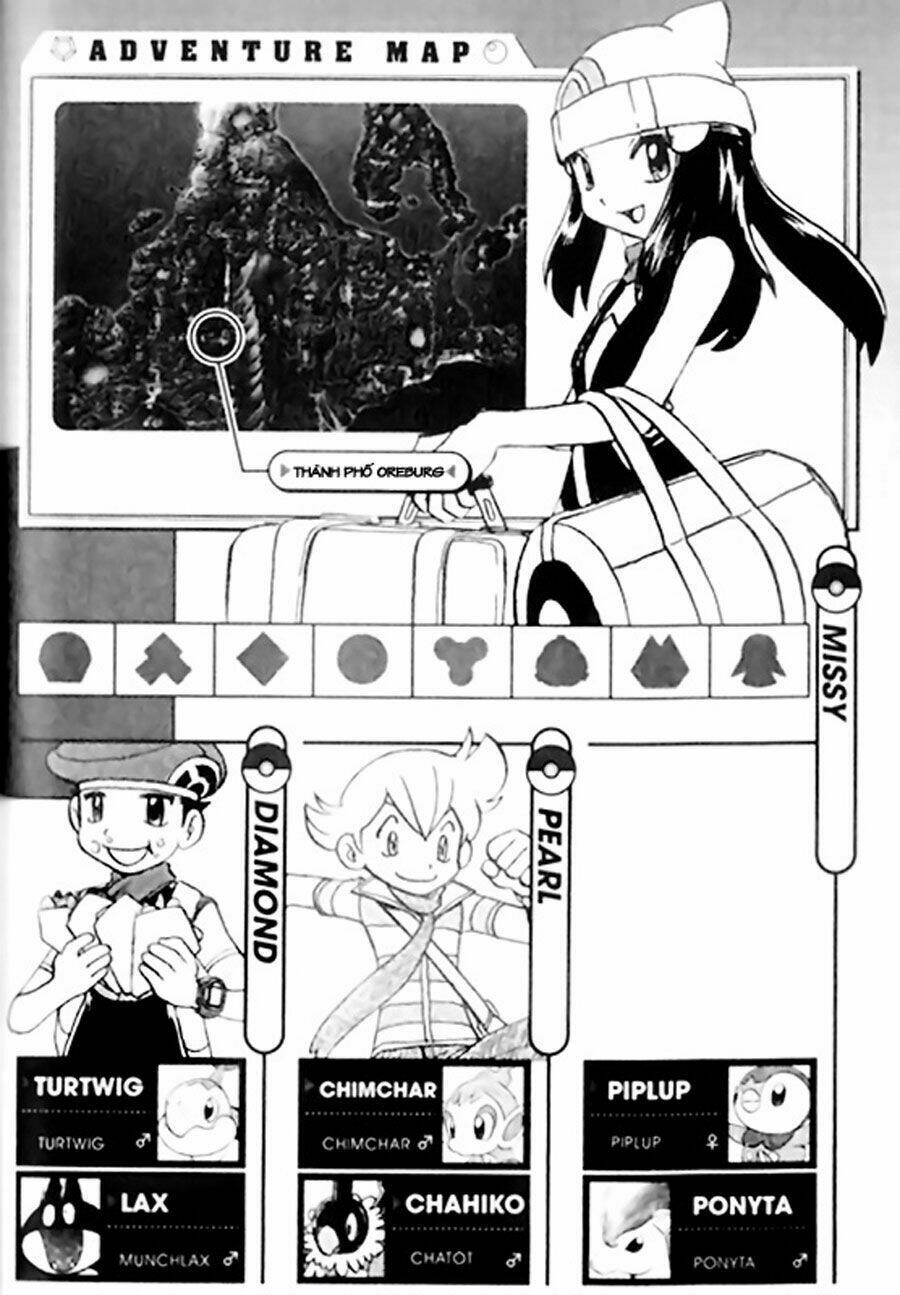 ADVENTURE MAP
THÀNH PHỐ OREBURG
MISSY
DIAMOND
PEARL
TURTWIG
TURTWIG ♂
CHIMCHAR
CHIMCHAR ♂
PIPLUP
PIPLUP ♀
LAX
MUNCHLAX ♂
CHAHIKO
CHATOT ♂
PONYTA
PONYTA ♂